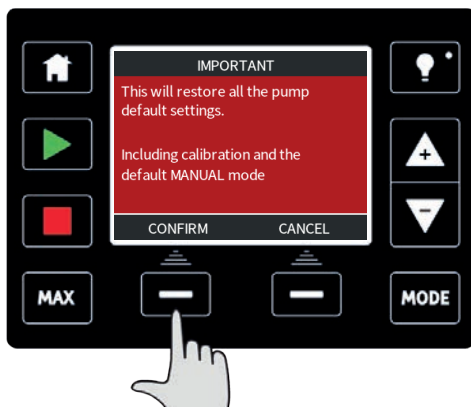 IMPORTANT
This will restore all the pump
default settings.
Including calibration and the
default MANUAL mode
CONFIRM CANCEL
MAX
MODE